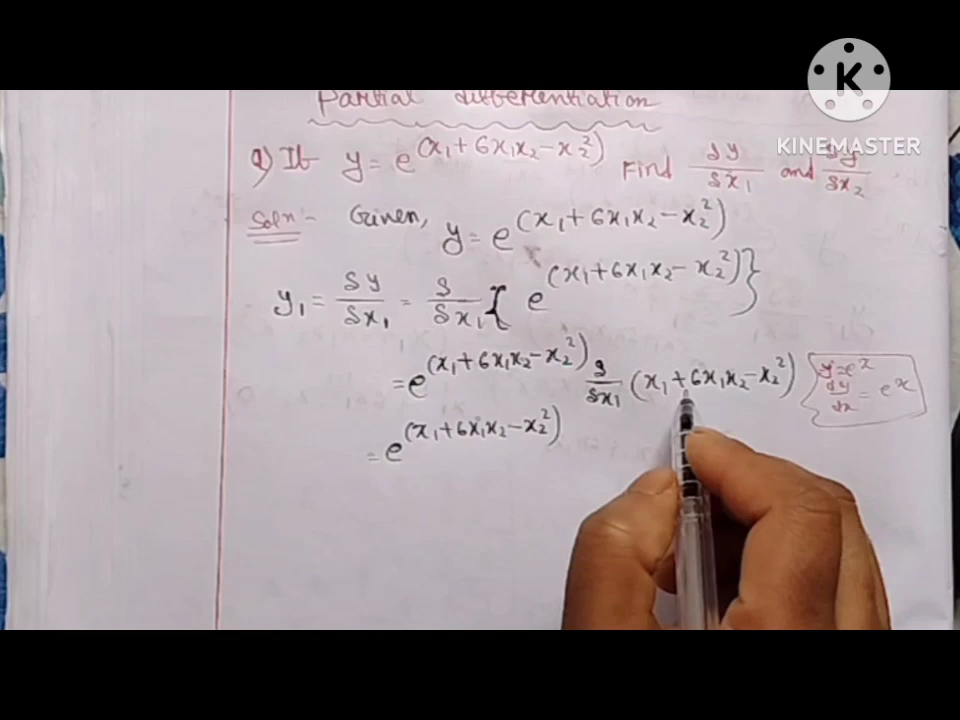 K
KINEMASTER
Partial differentiation
Q) If y = e^(x₁ + 6x₁x₂ − x₂²) Find δy/δx₁ and δy/δx₂
Soln:- Given, y = e^(x₁ + 6x₁x₂ − x₂²)
y₁ = δy/δx₁ = δ/δx₁ { e^(x₁ + 6x₁x₂ − x₂²) }
= e^(x₁ + 6x₁x₂ − x₂²) δ/δx₁ (x₁ + 6x₁x₂ − x₂²)
y = e^x
dy/dx = e^x
= e^(x₁ + 6x₁x₂ − x₂²)